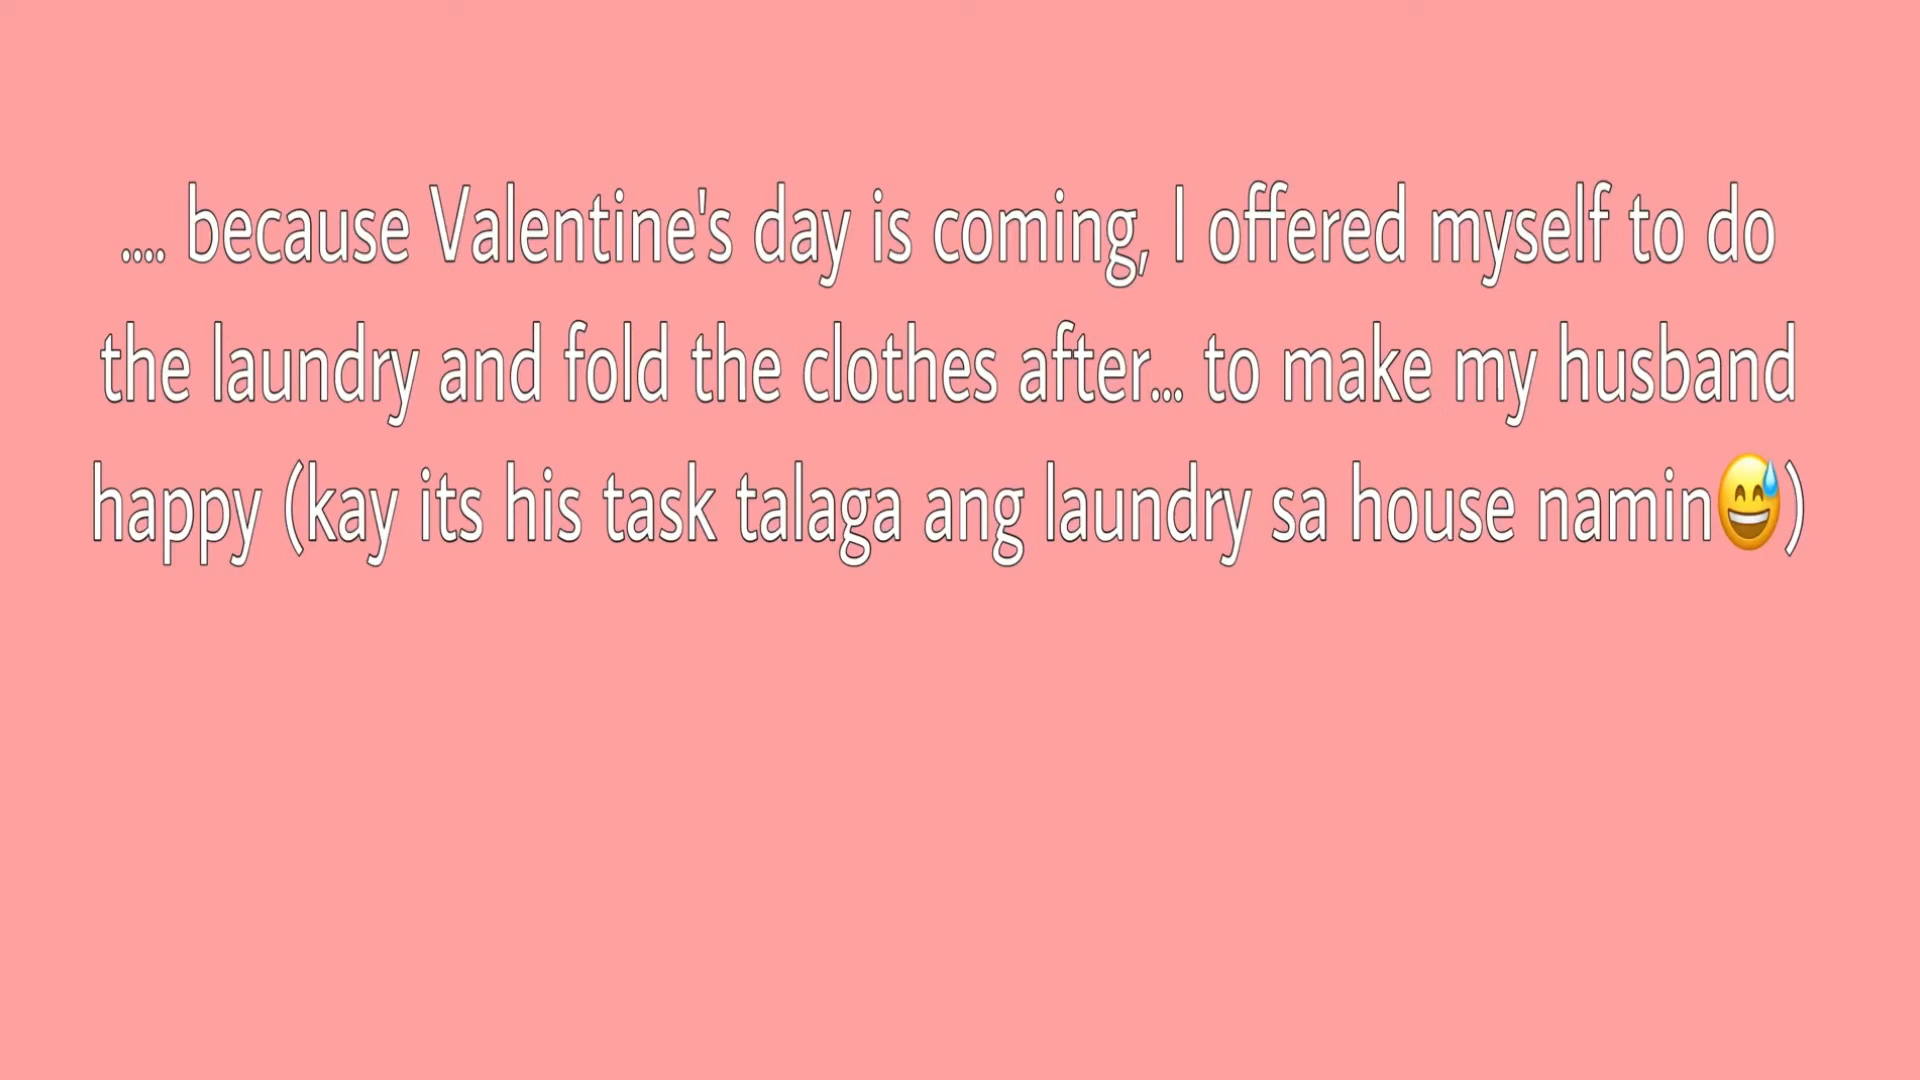 .... because Valentine's day is coming, I offered myself to do
the laundry and fold the clothes after... to make my husband
happy (kay its his task talaga ang laundry sa house namin😅)